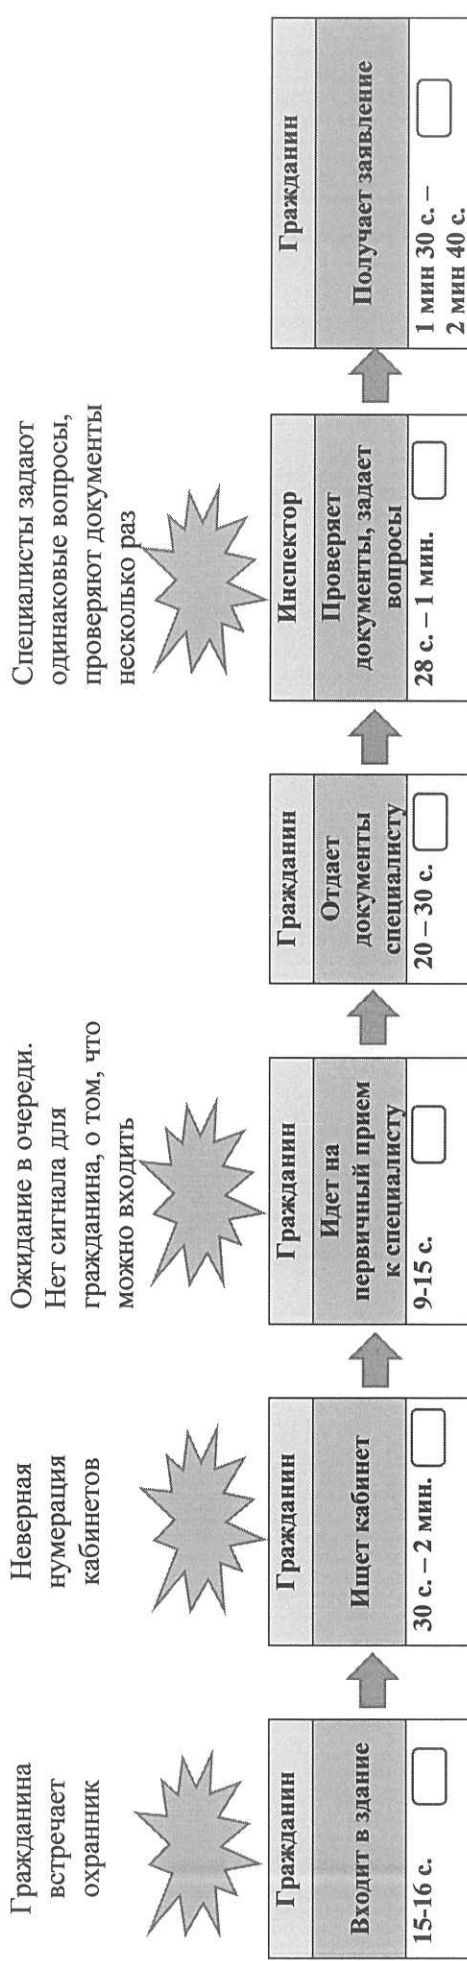 Гражданина
встречает
охранник
Гражданин
Входит в здание
15-16 с.
Неверная
нумерация
кабинетов
Гражданин
Ищет кабинет
30 с. – 2 мин.
Ожидание в очереди.
Нет сигнала для
гражданина, о том, что
можно входить
Гражданин
Идет на
первичный прием
к специалисту
9-15 с.
Гражданин
Отдает
документы
специалисту
20 – 30 с.
Специалисты задают
одинаковые вопросы,
проверяют документы
несколько раз
Инспектор
Проверяет
документы, задает
вопросы
28 с. – 1 мин.
Гражданин
Получает заявление
1 мин 30 с. –
2 мин 40 с.